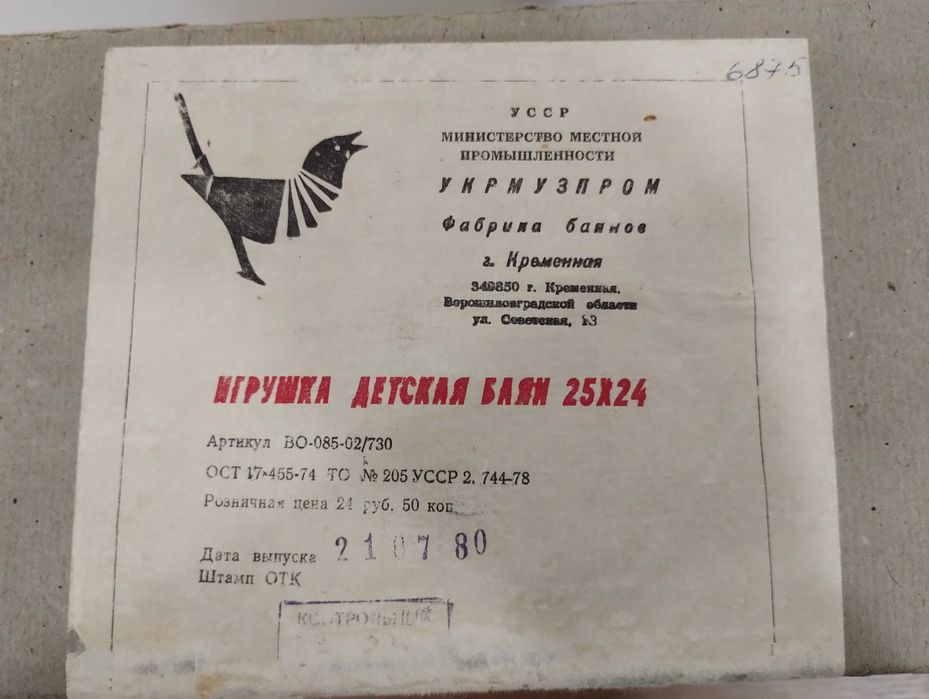 6875
УССР
МИНИСТЕРСТВО МЕСТНОЙ
ПРОМЫШЛЕННОСТИ
УКРМУЗПРОМ
Фабрика баянов
г. Кременная
349850 г. Кременная,
Ворошиловградской области
ул. Советская, 13
ИГРУШКА ДЕТСКАЯ БАЯН 25X24
Артикул ВО-085-02/730
ОСТ 17-455-74 ТО № 205 УССР 2. 744-78
Розничная цена 24 руб. 50 коп.
Дата выпуска 21 07 80
Штамп ОТК
КОНТРОЛЬНЫЙ